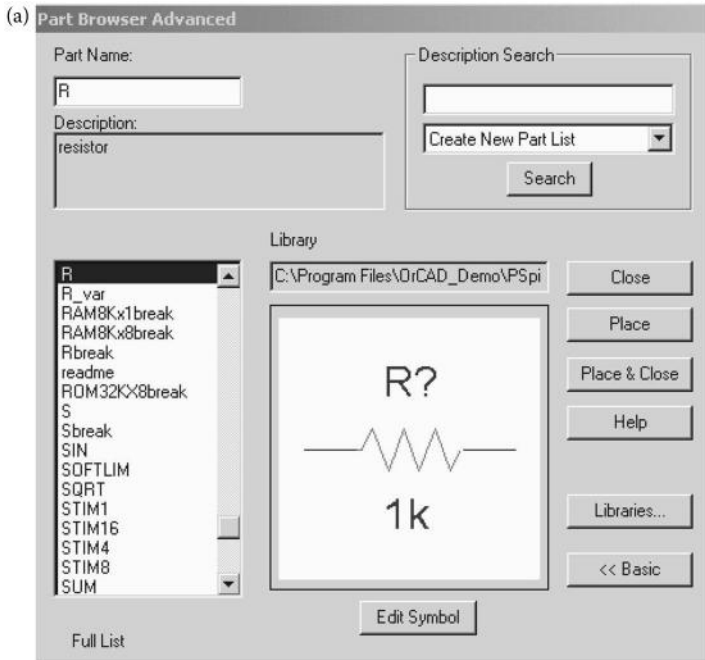 (a)
Part Browser Advanced
Part Name:
R
Description:
resistor
Description Search
Create New Part List
Search
R
R_var
RAM8Kx1break
RAM8Kx8break
Rbreak
readme
ROM32KX8break
S
Sbreak
SIN
SOFTLIM
SQRT
STIM1
STIM16
STIM4
STIM8
SUM
Full List
Library
C:\Program Files\OrCAD_Demo\PSpi
R?
1k
Edit Symbol
Close
Place
Place & Close
Help
Libraries...
<< Basic